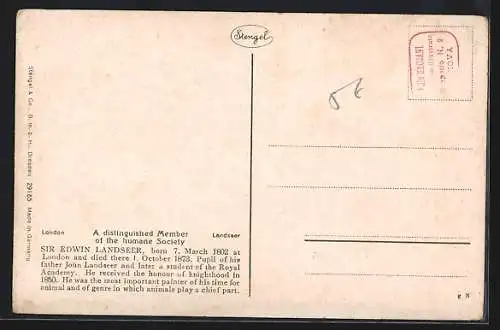 Stengel
5 €
Stengel & Co., G. m. b. H., Dresden 29165 Made in Germany
London A distinguished Member Landseer
of the humane Society
SIR EDWIN LANDSEER, born 7. March 1802 at
London and died there 1. October 1873. Pupil of his
father Joan Landseer and later a student of the Royal
Academy. He received the honour of knighthood in
1850. He was the most important painter of his time for
animal and of genre in which animals play a chief part.